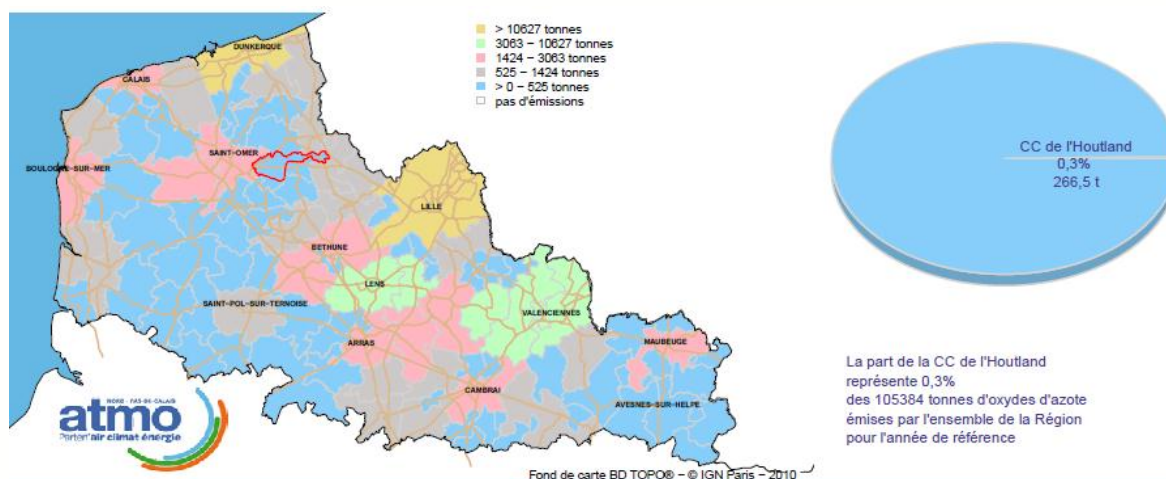 > 10627 tonnes
3063 – 10627 tonnes
1424 – 3063 tonnes
525 – 1424 tonnes
> 0 – 525 tonnes
pas d'émissions
DUNKERQUE
CALAIS
SAINT-OMER
BOULOGNE-SUR-MER
LILLE
BETHUNE
LENS
SAINT-POL-SUR-TERNOISE
VALENCIENNES
ARRAS
MAUBEUGE
CAMBRAI
AVESNES-SUR-HELPE
NORD - PAS-DE-CALAIS
atmo
Parten'air climat énergie
Fond de carte BD TOPO® – © IGN Paris – 2010
CC de l'Houtland
0,3%
266,5 t
La part de la CC de l'Houtland
représente 0,3%
des 105384 tonnes d'oxydes d'azote
émises par l'ensemble de la Région
pour l'année de référence